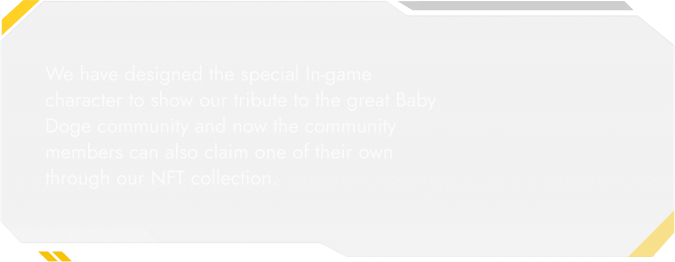 We have designed the special In-game
character to show our tribute to the great Baby
Doge community and now the community
members can also claim one of their own
through our NFT collection.